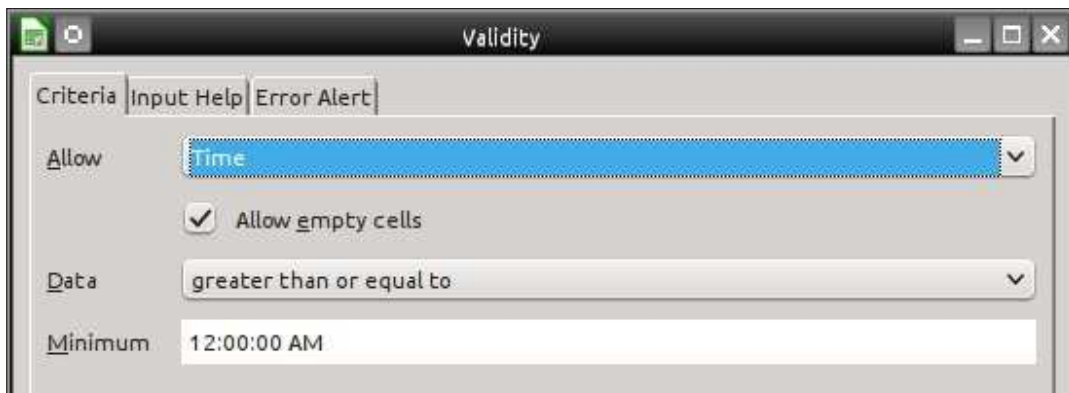 Validity
Criteria Input Help Error Alert
Allow Time
Allow empty cells
Data greater than or equal to
Minimum 12:00:00 AM